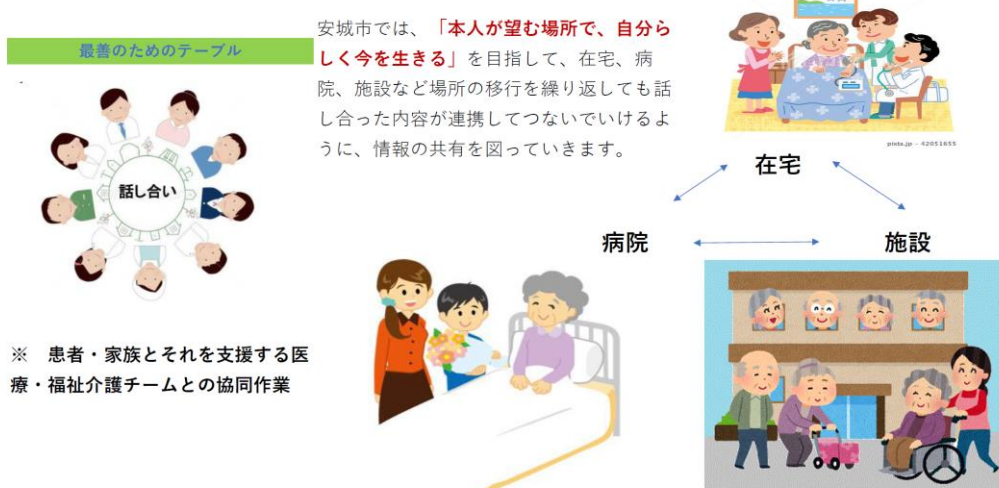 最善のためのテーブル
話し合い
※　患者・家族とそれを支援する医
療・福祉介護チームとの協同作業
安城市では、「本人が望む場所で、自分ら
しく今を生きる」を目指して、在宅、病
院、施設など場所の移行を繰り返しても話
し合った内容が連携してつないでいけるよ
うに、情報の共有を図っていきます。
pixta.jp - 42051655
在宅
病院
施設